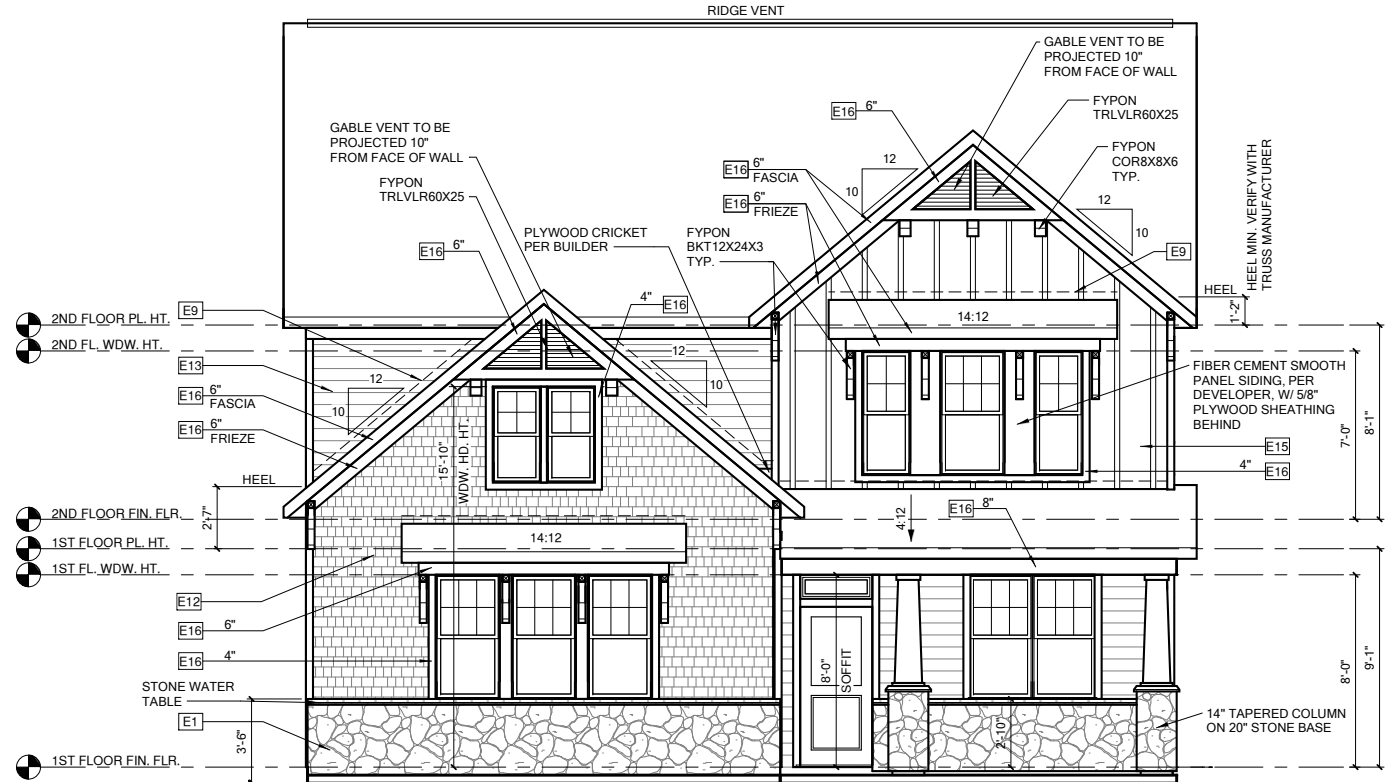 RIDGE VENT
GABLE VENT TO BE
PROJECTED 10"
FROM FACE OF WALL
FYPON
TRLVLR60X25
E16 6"
FYPON
COR8X8X6
TYP.
HEEL MIN. VERIFY WITH
TRUSS MANUFACTURER
GABLE VENT TO BE
PROJECTED 10"
FROM FACE OF WALL
FYPON
TRLVLR60X25
E16 6"
FASCIA
E16 6"
FRIEZE
12
10
12
10
PLYWOOD CRICKET
PER BUILDER
FYPON
BKT12X24X3
TYP.
E16 6"
E9
HEEL
1'-2"
4" E16
14:12
E9
2ND FLOOR PL. HT.
2ND FL. WDW. HT.
E13
E16 6"
FASCIA
E16 6"
FRIEZE
12
10
12
10
FIBER CEMENT SMOOTH
PANEL SIDING, PER
DEVELOPER, W/ 5/8"
PLYWOOD SHEATHING
BEHIND
E15
4"
E16
7'-0"
8'-1"
15'-10"
WDW. HD. HT.
HEEL
2'-7"
2ND FLOOR FIN. FLR.
1ST FLOOR PL. HT.
1ST FL. WDW. HT.
14:12
4:12
E16 8"
E12
E16 6"
E16 4"
STONE WATER
TABLE
E1
3'-6"
8'-0"
SOFFIT
2'-10"
8'-0"
9'-1"
14" TAPERED COLUMN
ON 20" STONE BASE
1ST FLOOR FIN. FLR.